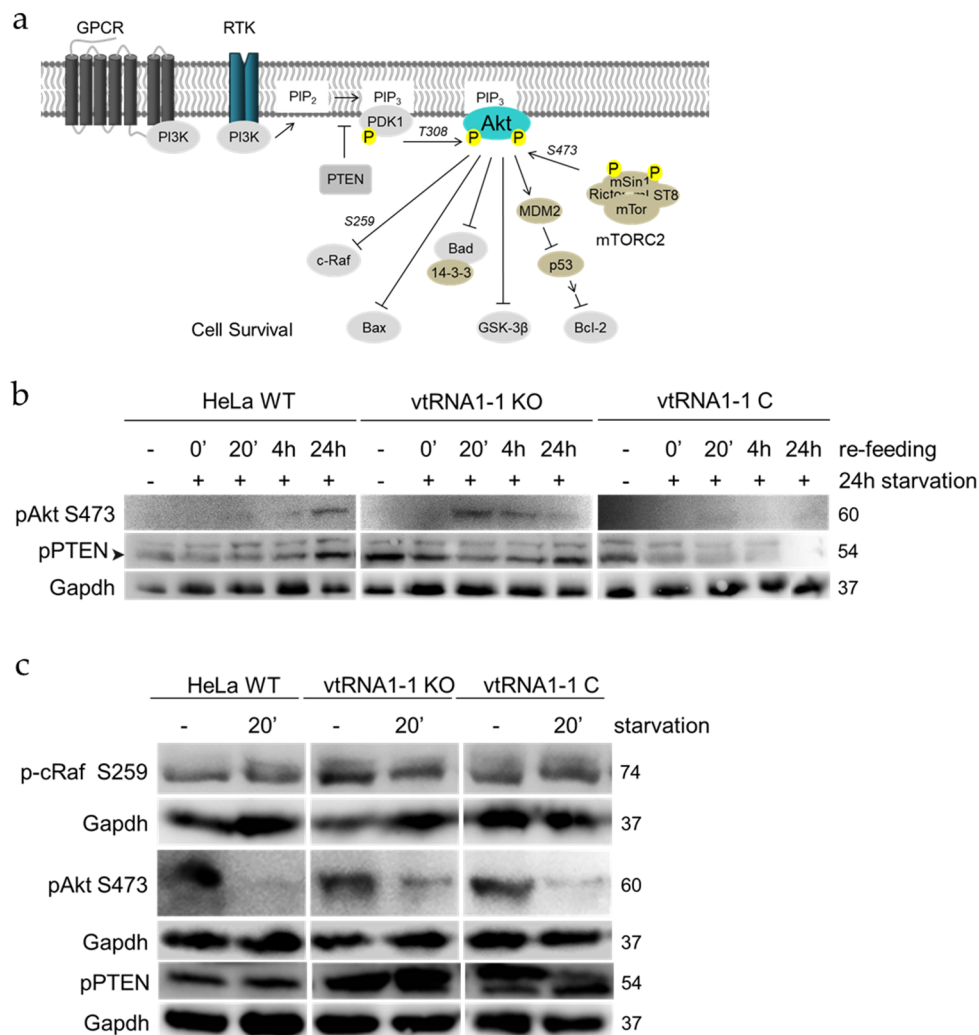 a
GPCR RTK
PIP2 PIP3 PIP3
PI3K PI3K PDK1 Akt
P T308 P P S473 P P
PTEN mSin1
ST8
MDM2 mTor
S259 mTORC2
c-Raf Bad p53
14-3-3
Cell Survival Bax GSK-3β Bcl-2
b
HeLa WT vtRNA1-1 KO vtRNA1-1 C
- 0' 20' 4h 24h - 0' 20' 4h 24h - 0' 20' 4h 24h re-feeding
- + + + + - + + + + - + + + + 24h starvation
pAkt S473 60
pPTEN 54
Gapdh 37
c
HeLa WT vtRNA1-1 KO vtRNA1-1 C
- 20' - 20' - 20' starvation
p-cRaf S259 74
Gapdh 37
pAkt S473 60
Gapdh 37
pPTEN 54
Gapdh 37